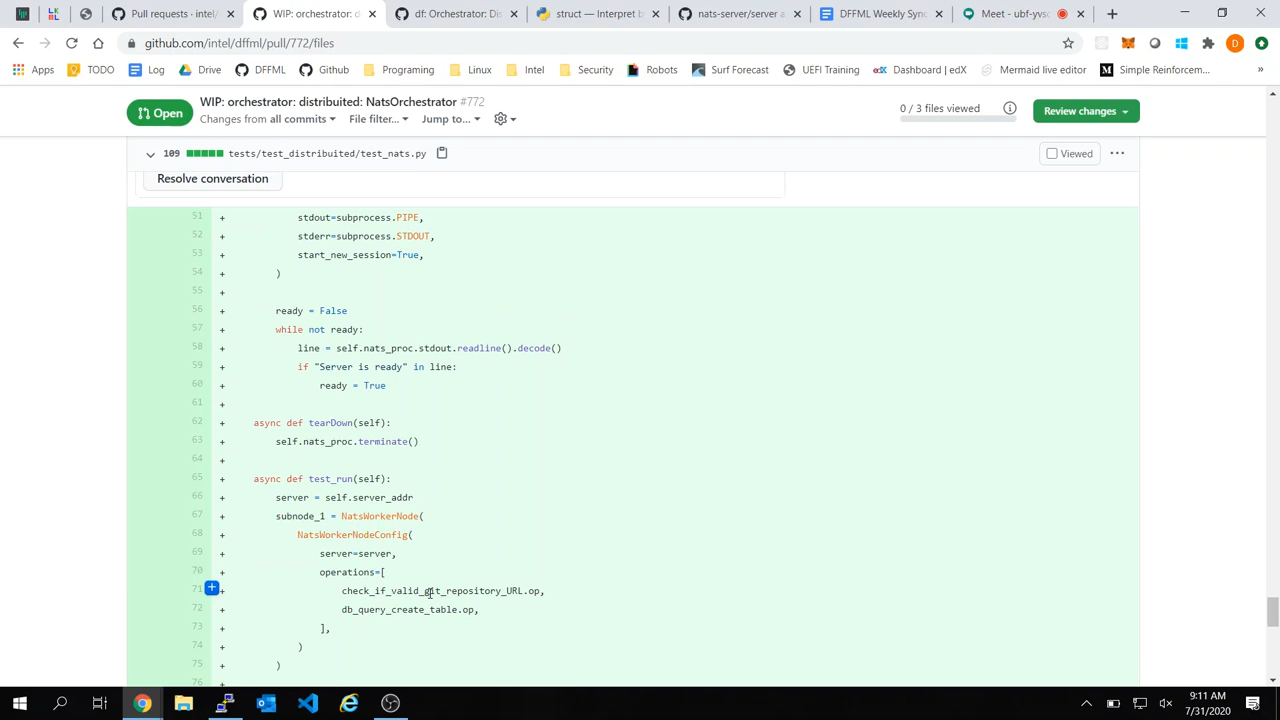 Pull requests · intel/
WIP: orchestrator: d
df: Orchestrator: Dis
struct — Interpret b
nats-server/server a
DFFML Weekly Sync
Meet - ubf-yvs
github.com/intel/dffml/pull/772/files
D
Apps
TODO
Log
Drive
DFFML
Github
Programing
Linux
Intel
Security
Robots
Surf Forecast
UEFI Training
Dashboard | edX
Mermaid live editor
Simple Reinforcem...
»
Open
WIP: orchestrator: distribuited: NatsOrchestrator #772
Changes from all commits
File filter...
Jump to...
0 / 3 files viewed
Review changes
109 tests/test_distribuited/test_nats.py
Viewed
Resolve conversation
51 + stdout=subprocess.PIPE,
52 + stderr=subprocess.STDOUT,
53 + start_new_session=True,
54 + )
55 +
56 + ready = False
57 + while not ready:
58 + line = self.nats_proc.stdout.readline().decode()
59 + if "Server is ready" in line:
60 + ready = True
61 +
62 + async def tearDown(self):
63 + self.nats_proc.terminate()
64 +
65 + async def test_run(self):
66 + server = self.server_addr
67 + subnode_1 = NatsWorkerNode(
68 + NatsWorkerNodeConfig(
69 + server=server,
70 + operations=[
71 + check_if_valid_git_repository_URL.op,
72 + db_query_create_table.op,
73 + ],
74 + )
75 + )
76 +
9:11 AM
7/31/2020